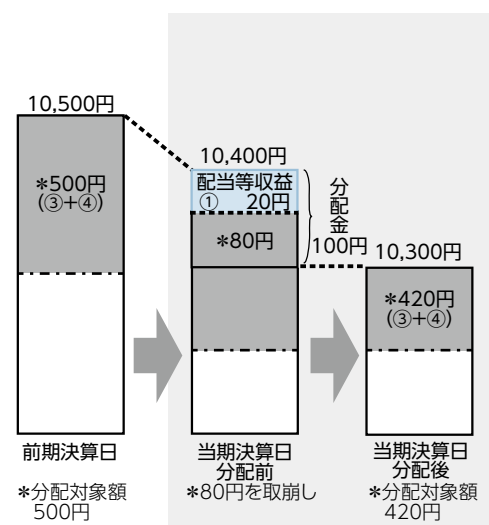 10,500円
＊500円
(③＋④)
前期決算日
＊分配対象額
500円
10,400円
配当等収益
① 20円
＊80円
分配金
100円
当期決算日
分配前
＊80円を取崩し
10,300円
＊420円
(③＋④)
当期決算日
分配後
＊分配対象額
420円